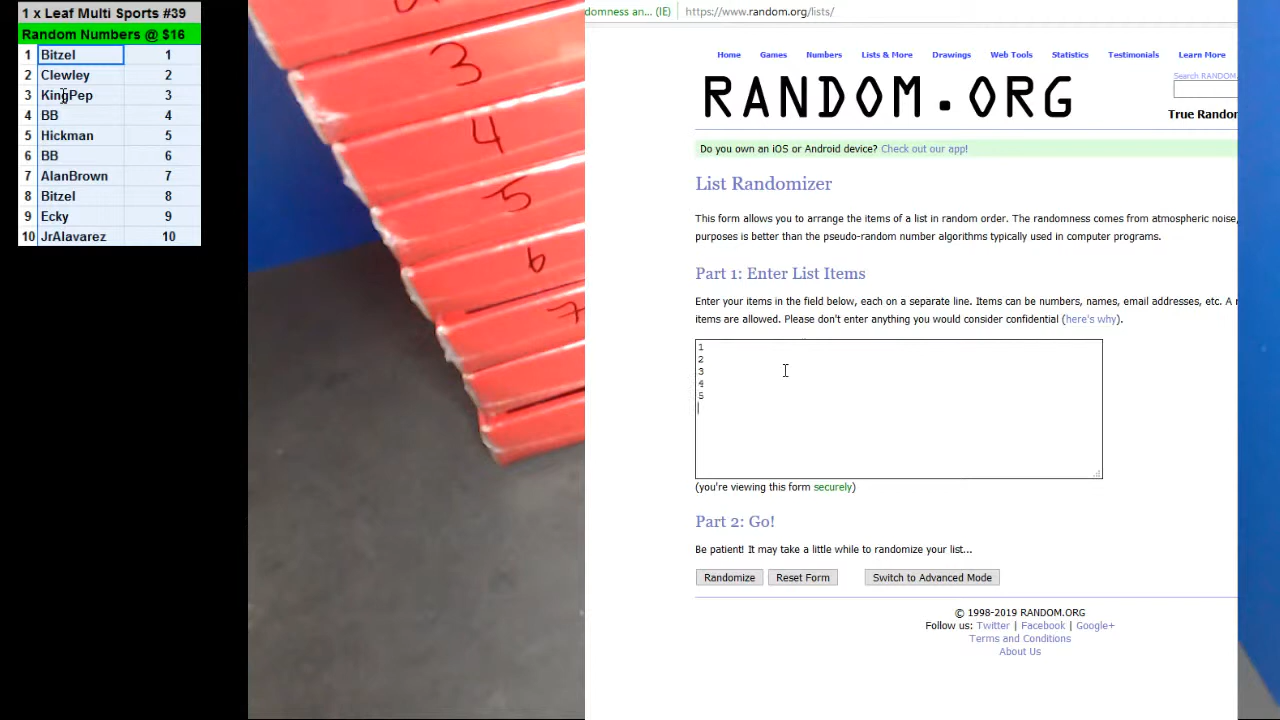 1 x Leaf Multi Sports #39
Random Numbers @ $16
1 Bitzel 1
2 Clewley 2
3 KingPep 3
4 BB 4
5 Hickman 5
6 BB 6
7 AlanBrown 7
8 Bitzel 8
9 Ecky 9
10 JrAlavarez 10
3
4
5
6
7
domness an... (IE) https://www.random.org/lists/
Home Games Numbers Lists & More Drawings Web Tools Statistics Testimonials Learn More
Search RANDOM.
RANDOM.ORG
True Random
Do you own an iOS or Android device? Check out our app!
List Randomizer
This form allows you to arrange the items of a list in random order. The randomness comes from atmospheric noise,
purposes is better than the pseudo-random number algorithms typically used in computer programs.
Part 1: Enter List Items
Enter your items in the field below, each on a separate line. Items can be numbers, names, email addresses, etc. A
items are allowed. Please don't enter anything you would consider confidential (here's why).
1
2
3
4
5
(you're viewing this form securely)
Part 2: Go!
Be patient! It may take a little while to randomize your list...
Randomize Reset Form Switch to Advanced Mode
© 1998-2019 RANDOM.ORG
Follow us: Twitter | Facebook | Google+
Terms and Conditions
About Us